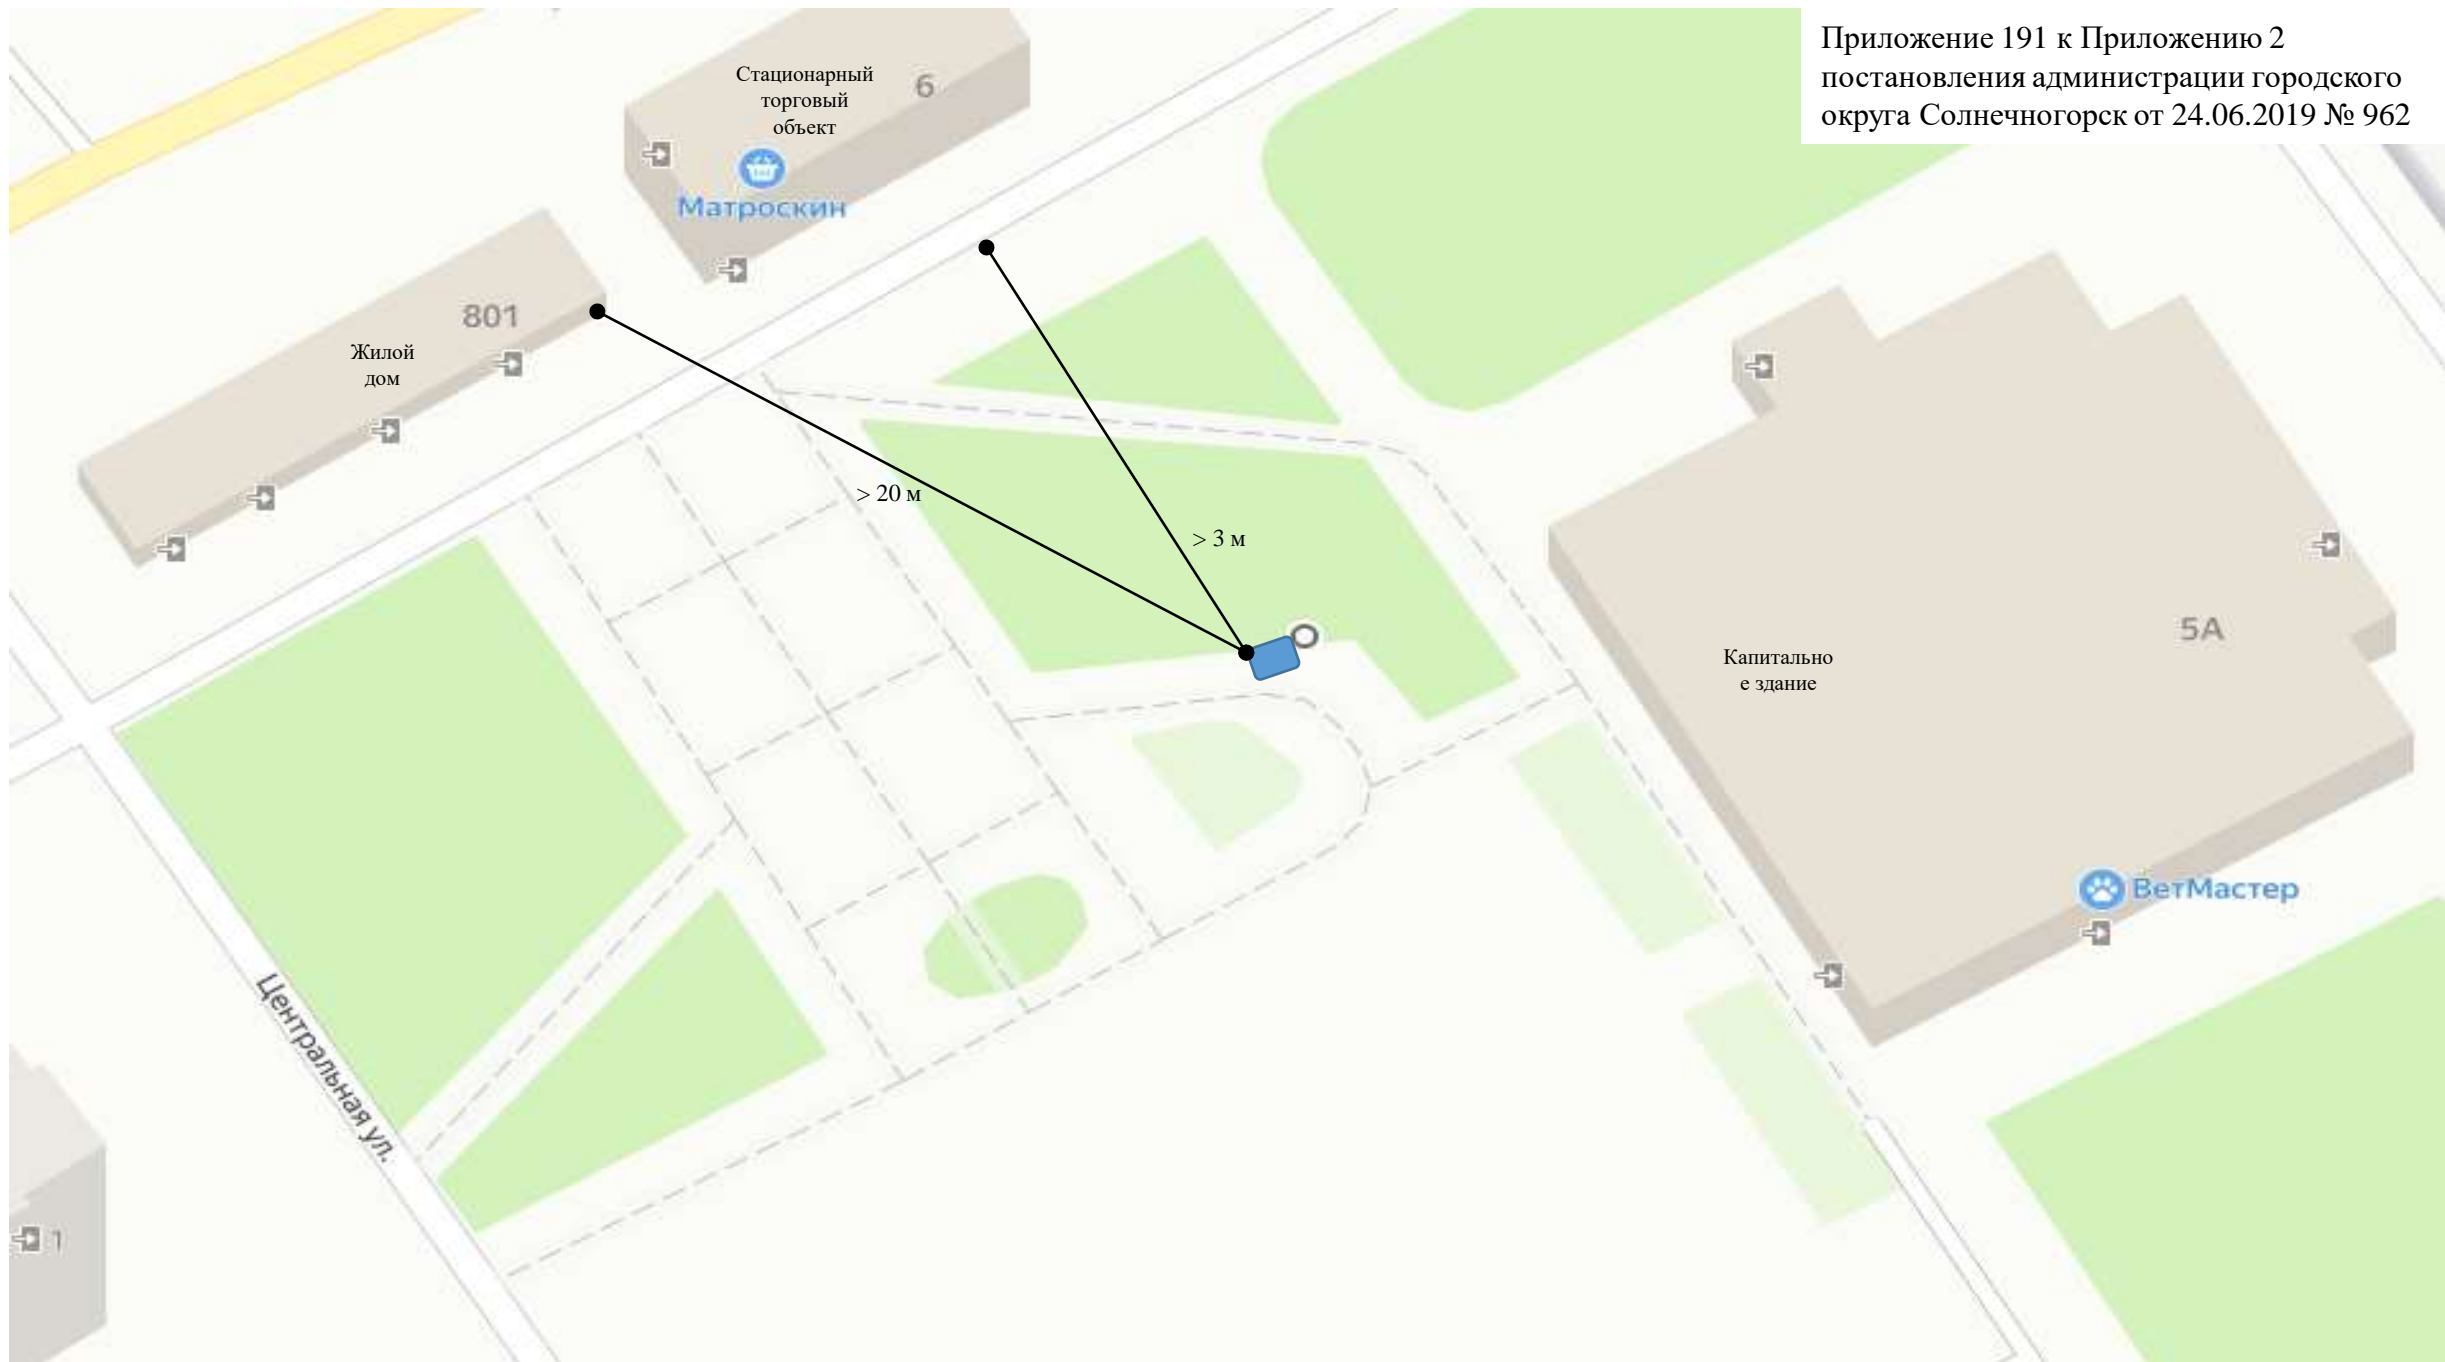 Приложение 191 к Приложению 2
постановления администрации городского
округа Солнечногорск от 24.06.2019 № 962
Стационарный
торговый
объект
6
Матроскин
801
Жилой
дом
> 20 м
> 3 м
5А
Капитально
е здание
ВетМастер
Центральная ул.
1